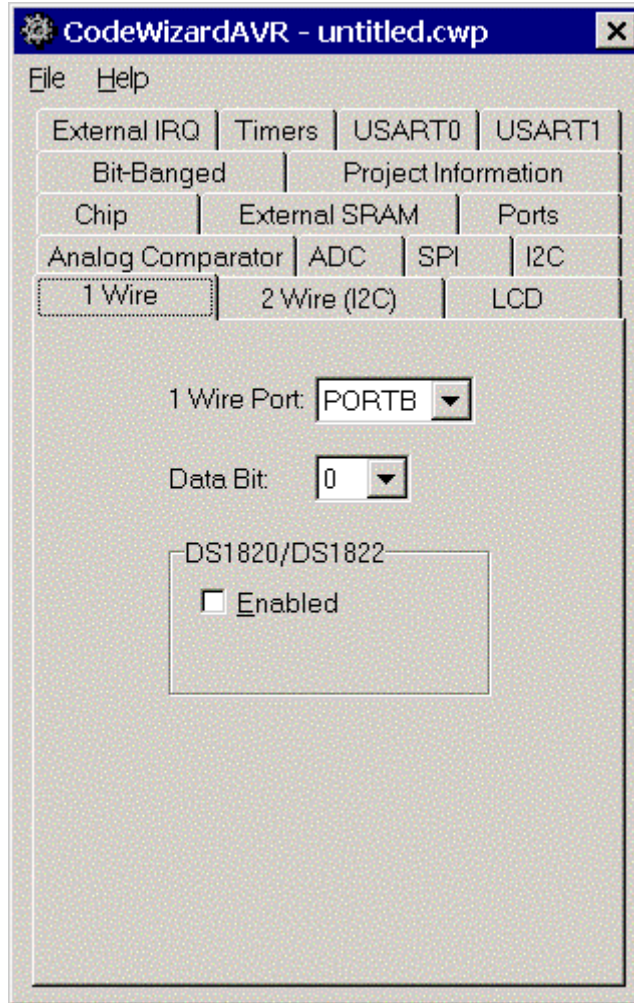 CodeWizardAVR - untitled.cwp
File Help
External IRQ Timers USART0 USART1
Bit-Banged Project Information
Chip External SRAM Ports
Analog Comparator ADC SPI I2C
1 Wire 2 Wire (I2C) LCD
1 Wire Port: PORTB
Data Bit: 0
DS1820/DS1822
Enabled